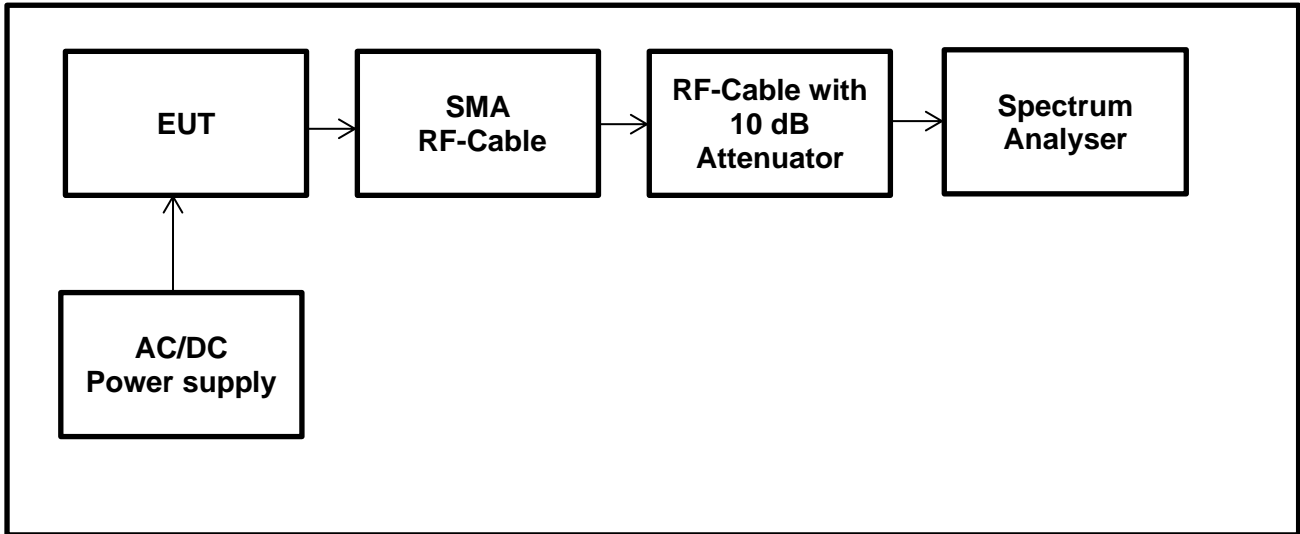 EUT
SMA
RF-Cable
RF-Cable with
10 dB
Attenuator
Spectrum
Analyser
AC/DC
Power supply